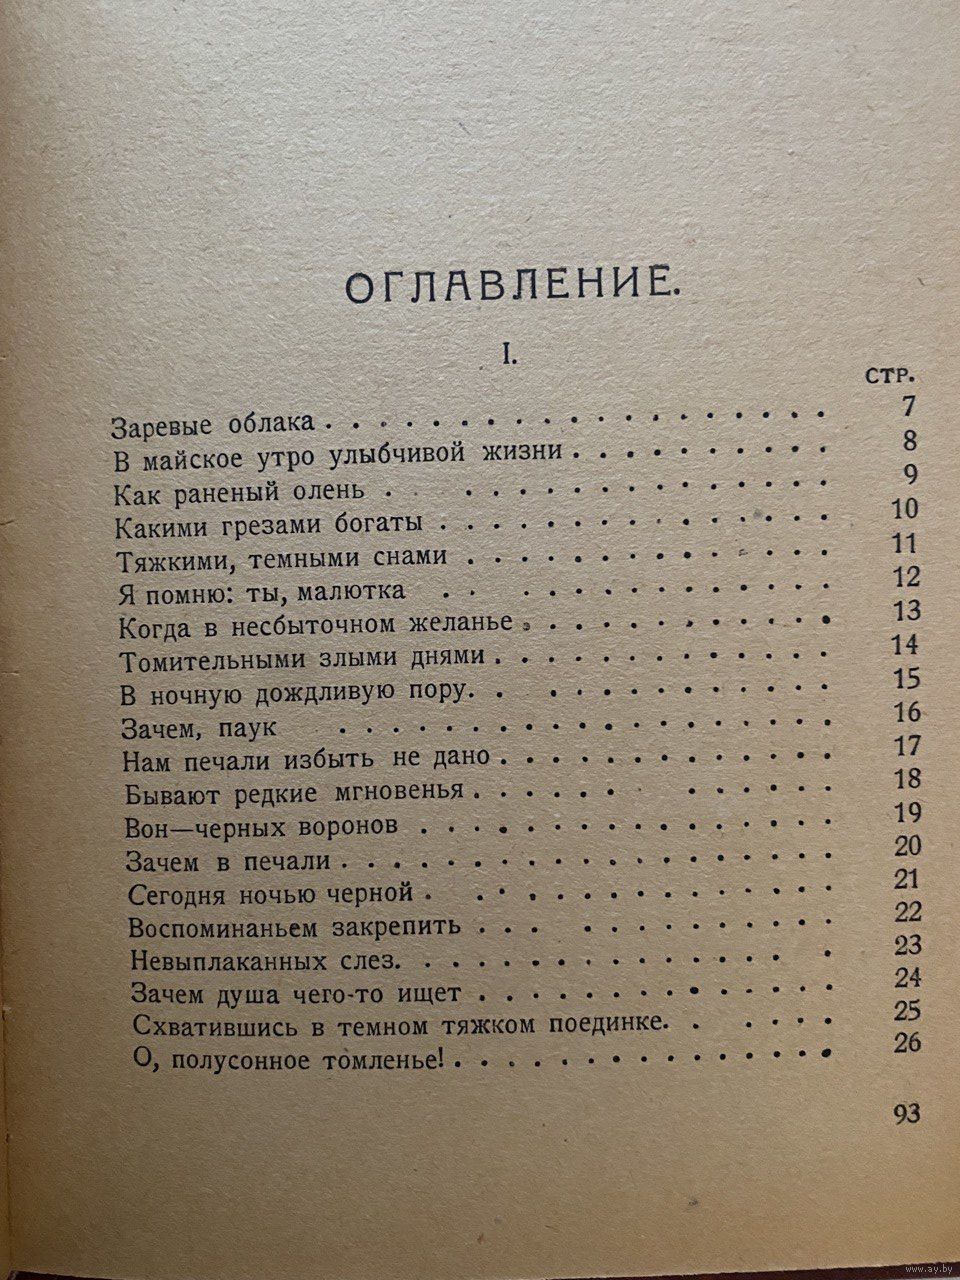 ОГЛАВЛЕНИЕ.
I.
СТР.
Заревые облака . . . . . . . . . . . . . . . . . . 7
В майское утро улыбчивой жизни . . . . . . . . . . 8
Как раненый олень . . . . . . . . . . . . . . . 9
Какими грезами богаты . . . . . . . . . . . . . . . 10
Тяжкими, темными снами . . . . . . . . . . . . . . 11
Я помню: ты, малютка . . . . . . . . . . . . . . 12
Когда в несбыточном желанье . . . . . . . . . . . . 13
Томительными злыми днями . . . . . . . . . . . . . 14
В ночную дождливую пору. . . . . . . . . . . . . 15
Зачем, паук . . . . . . . . . . . . . . . . . . . 16
Нам печали избыть не дано . . . . . . . . . . . . . 17
Бывают редкие мгновенья . . . . . . . . . . . . 18
Вон—черных воронов . . . . . . . . . . . . . . . . 19
Зачем в печали . . . . . . . . . . . . . . . . . . 20
Сегодня ночью черной . . . . . . . . . . . . . . 21
Воспоминаньем закрепить . . . . . . . . . . . . . 22
Невыплаканных слез. . . . . . . . . . . . . . . . 23
Зачем душа чего-то ищет . . . . . . . . . . . . . . 24
Схватившись в темном тяжком поединке. . . . . . 25
О, полусонное томленье! . . . . . . . . . . . . . . . 26
93
www.ay.by